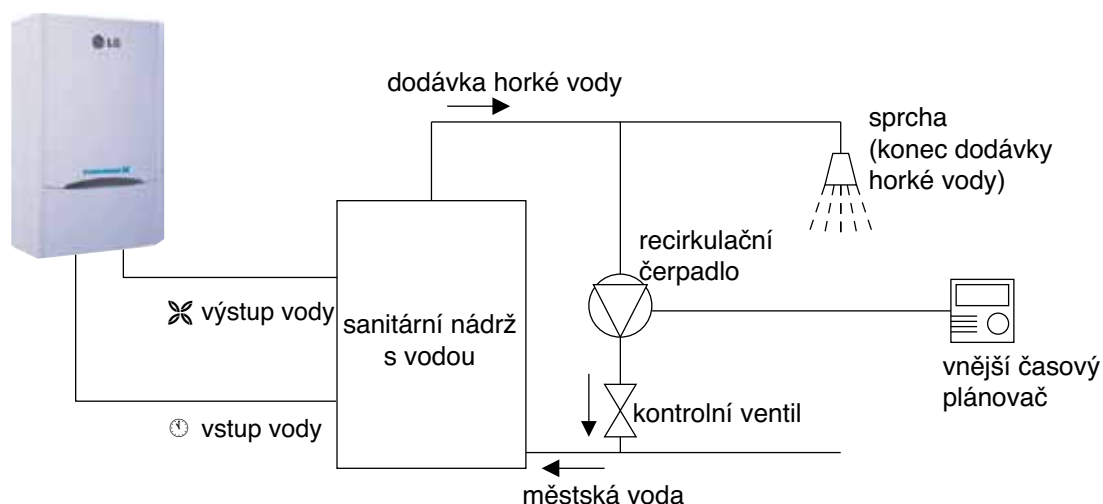 LG
dodávka horké vody
sprcha
(konec dodávky
horké vody)
recirkulační
čerpadlo
výstup vody
sanitární nádrž
s vodou
vnější časový
plánovač
kontrolní ventil
vstup vody
městská voda